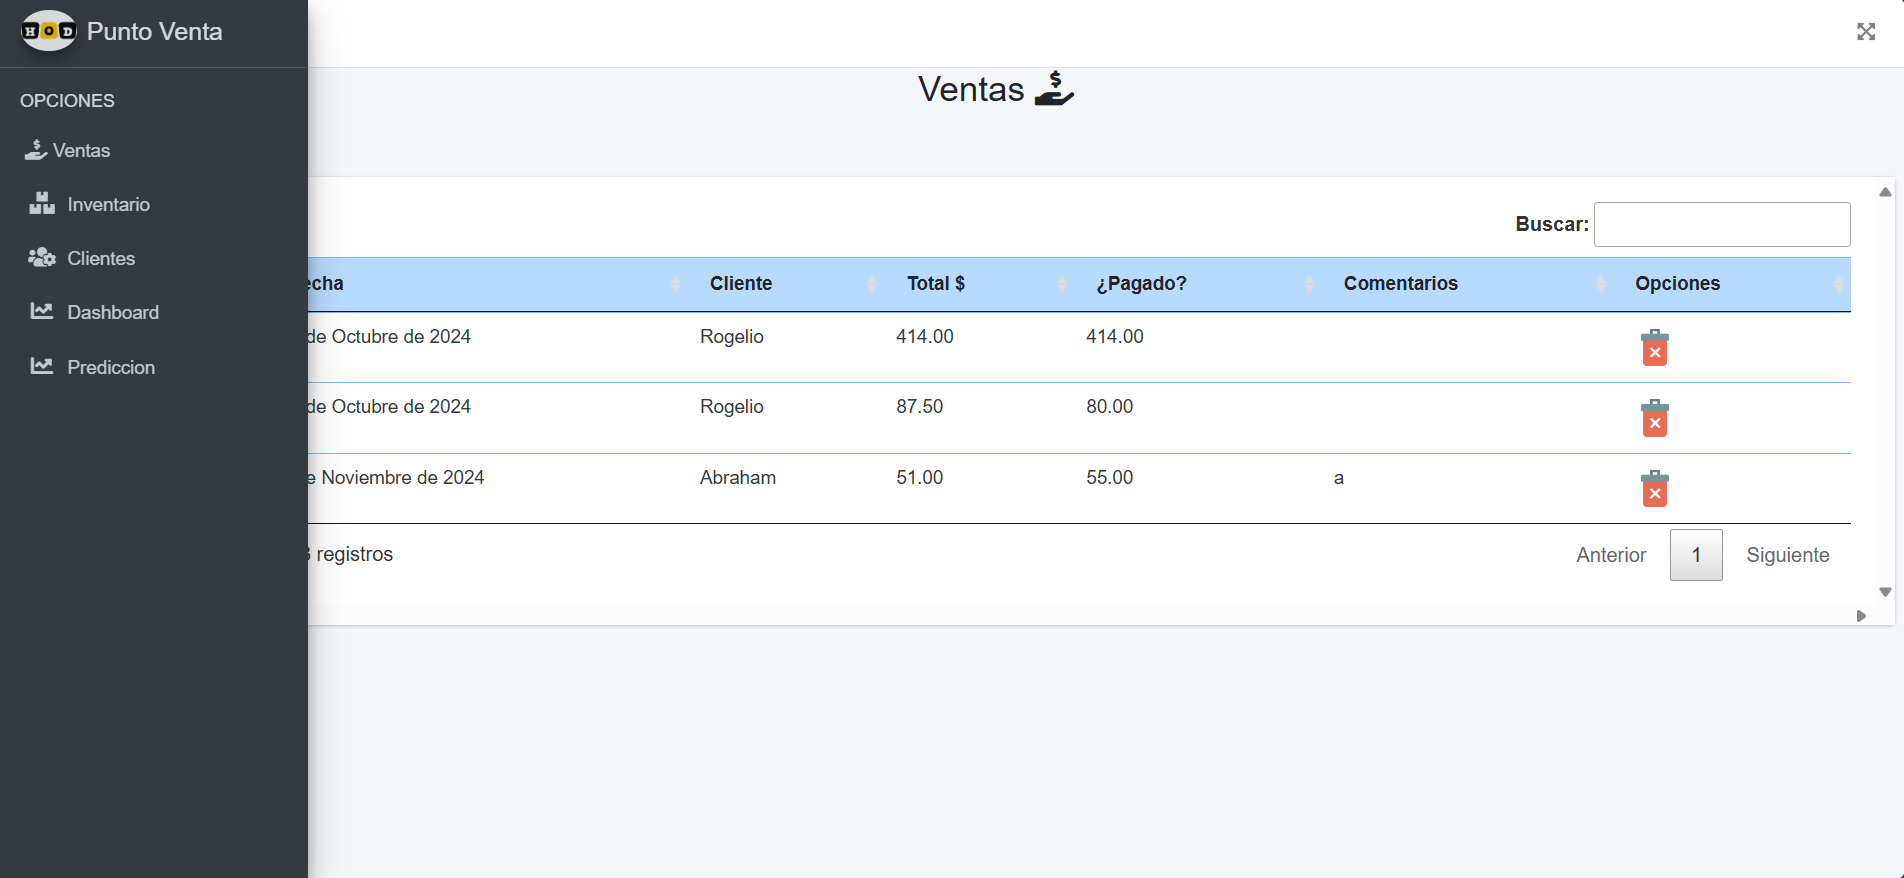 HOD Punto Venta
OPCIONES
Ventas
Inventario
Clientes
Dashboard
Prediccion
Ventas
Buscar:
echa Cliente Total $ ¿Pagado? Comentarios Opciones
de Octubre de 2024 Rogelio 414.00 414.00
de Octubre de 2024 Rogelio 87.50 80.00
e Noviembre de 2024 Abraham 51.00 55.00 a
3 registros
Anterior 1 Siguiente